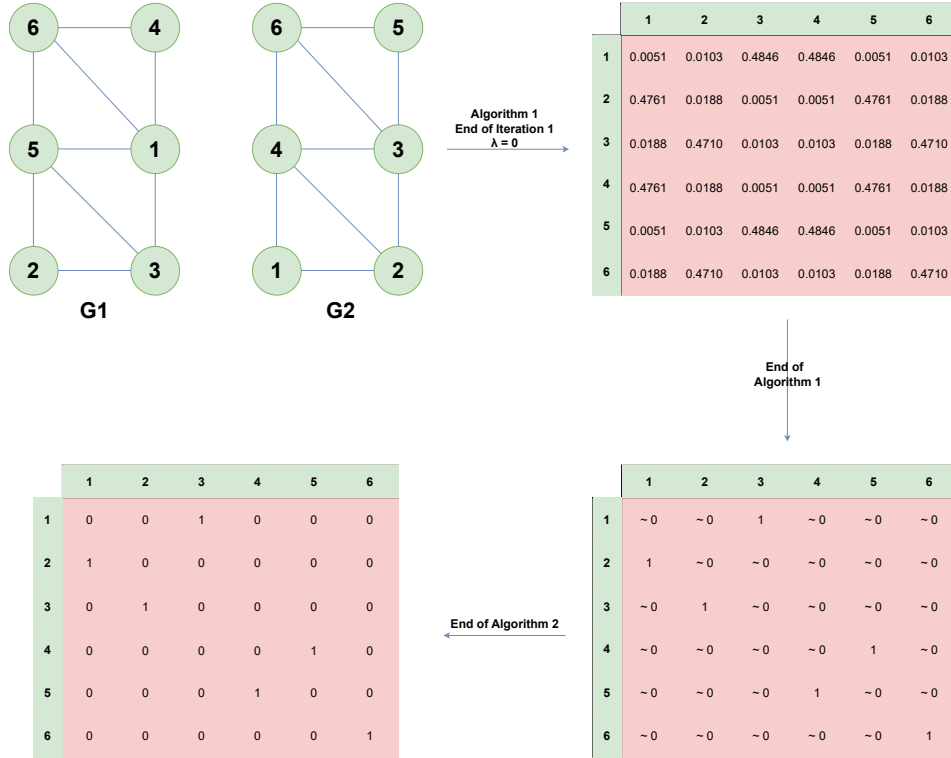 6 4
5 1
2 3
G1
6 5
4 3
1 2
G2
Algorithm 1
End of Iteration 1
λ = 0
1 2 3 4 5 6
1 0.0051 0.0103 0.4846 0.4846 0.0051 0.0103
2 0.4761 0.0188 0.0051 0.0051 0.4761 0.0188
3 0.0188 0.4710 0.0103 0.0103 0.0188 0.4710
4 0.4761 0.0188 0.0051 0.0051 0.4761 0.0188
5 0.0051 0.0103 0.4846 0.4846 0.0051 0.0103
6 0.0188 0.4710 0.0103 0.0103 0.0188 0.4710
End of
Algorithm 1
1 2 3 4 5 6
1 ~ 0 ~ 0 1 ~ 0 ~ 0 ~ 0
2 1 ~ 0 ~ 0 ~ 0 ~ 0 ~ 0
3 ~ 0 1 ~ 0 ~ 0 ~ 0 ~ 0
4 ~ 0 ~ 0 ~ 0 ~ 0 1 ~ 0
5 ~ 0 ~ 0 ~ 0 1 ~ 0 ~ 0
6 ~ 0 ~ 0 ~ 0 ~ 0 ~ 0 1
End of Algorithm 2
1 2 3 4 5 6
1 0 0 1 0 0 0
2 1 0 0 0 0 0
3 0 1 0 0 0 0
4 0 0 0 0 1 0
5 0 0 0 1 0 0
6 0 0 0 0 0 1